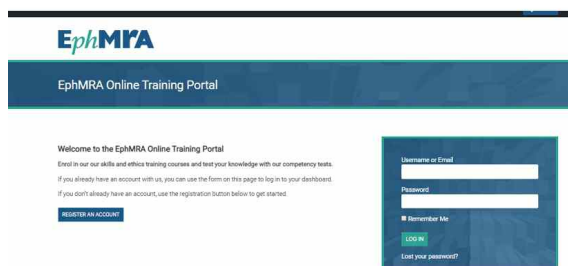 EphMRA
EphMRA Online Training Portal
Welcome to the EphMRA Online Training Portal
Enrol in our our skills and ethics training courses and test your knowledge with our competency tests.
If you already have an account with us, you can use the form on this page to log in to your dashboard.
If you don't already have an account, use the registration button below to get started.
REGISTER AN ACCOUNT
Username or Email
Password
Remember Me
LOG IN
Lost your password?